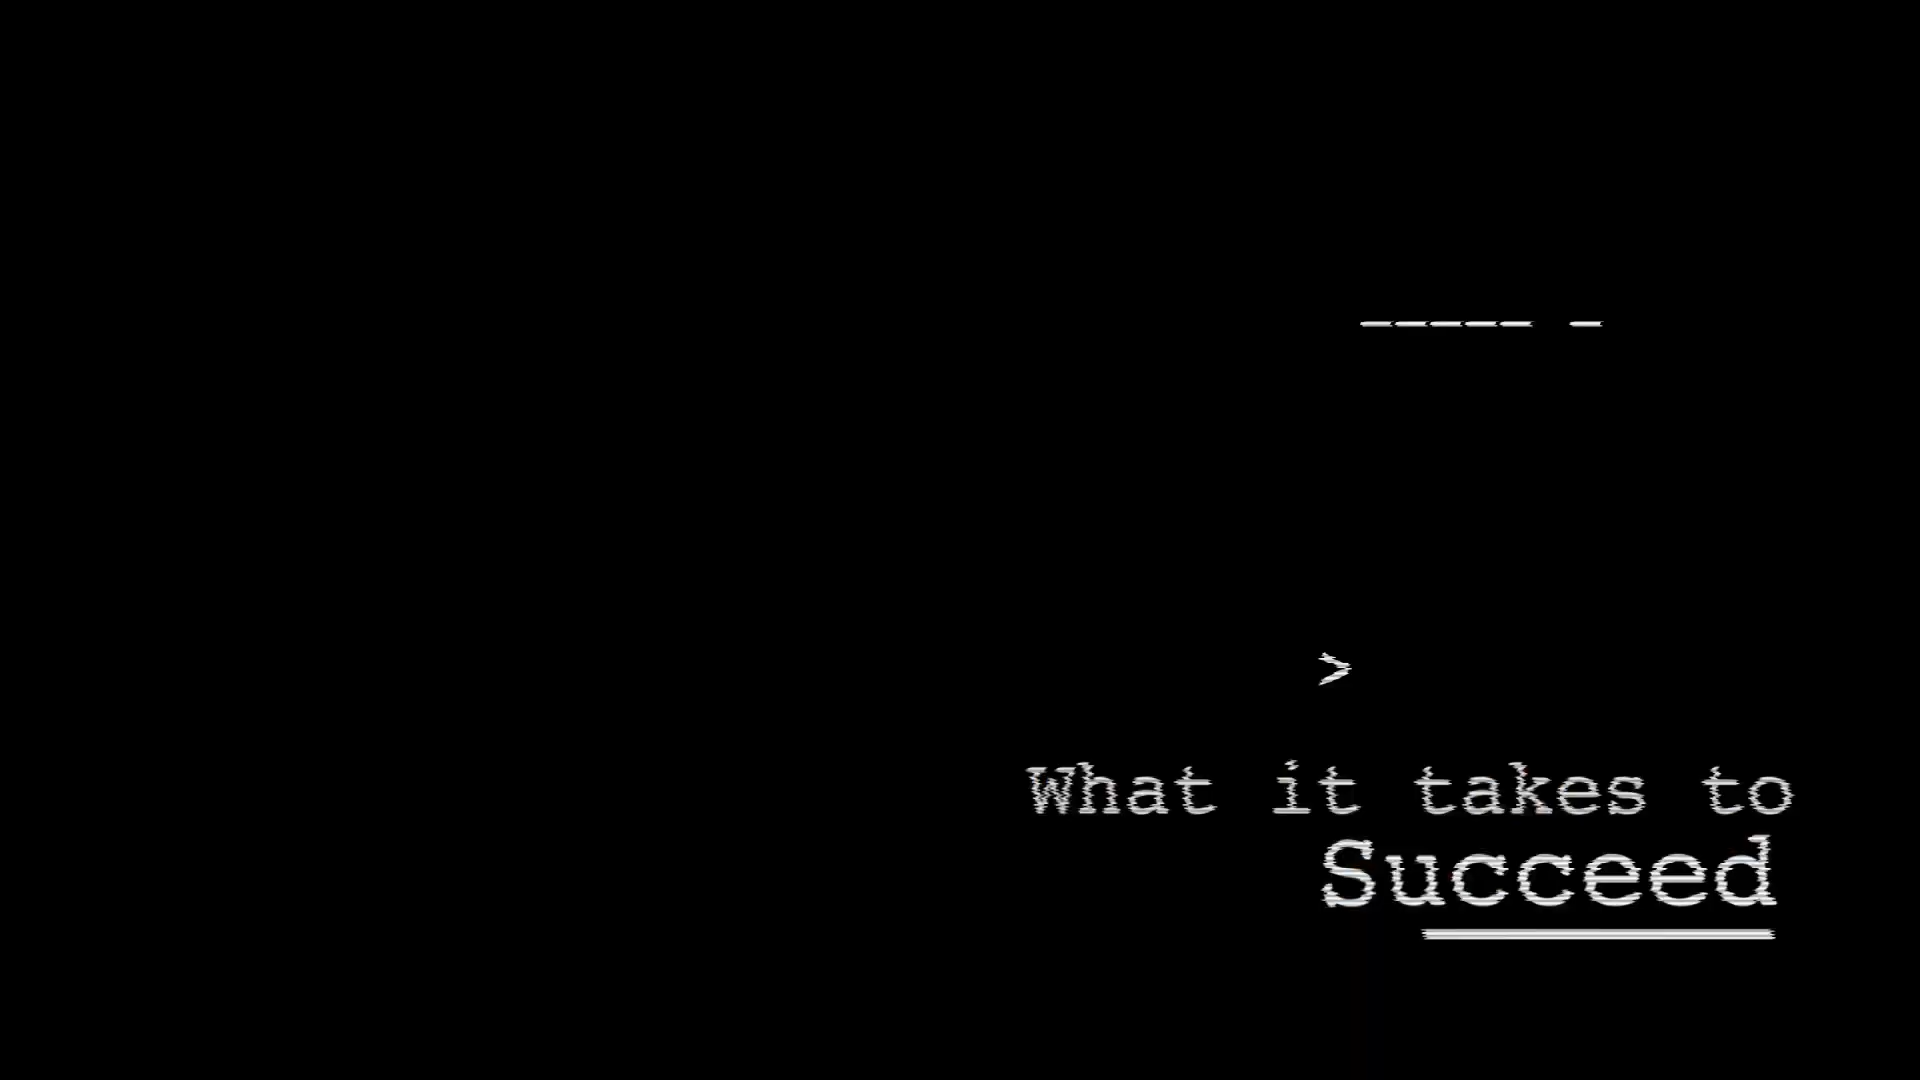 ----- -
>
What it takes to
Succeed